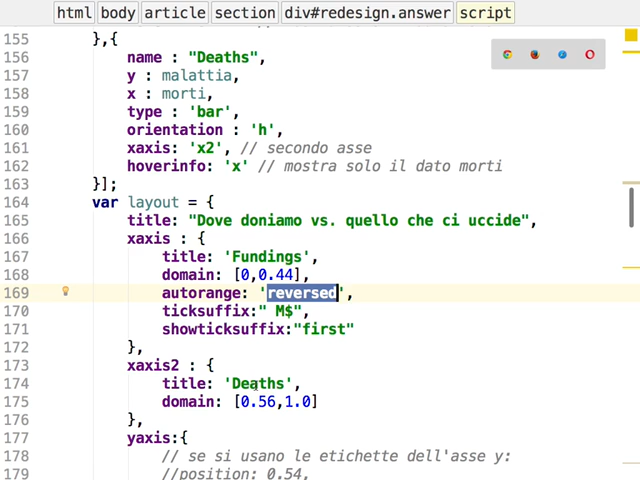 html body article section div#redesign.answer script
155 },{
156 name : "Deaths",
157 y : malattia,
158 x : morti,
159 type : 'bar',
160 orientation : 'h',
161 xaxis: 'x2', // secondo asse
162 hoverinfo: 'x' // mostra solo il dato morti
163 }];
164 var layout = {
165 title: "Dove doniamo vs. quello che ci uccide",
166 xaxis : {
167 title: 'Fundings',
168 domain: [0,0.44],
169 autorange: 'reversed',
170 ticksuffix:" M$",
171 showticksuffix:"first"
172 },
173 xaxis2 : {
174 title: 'Deaths',
175 domain: [0.56,1.0]
176 },
177 yaxis:{
178 // se si usano le etichette dell'asse y:
179 //position: 0.54,